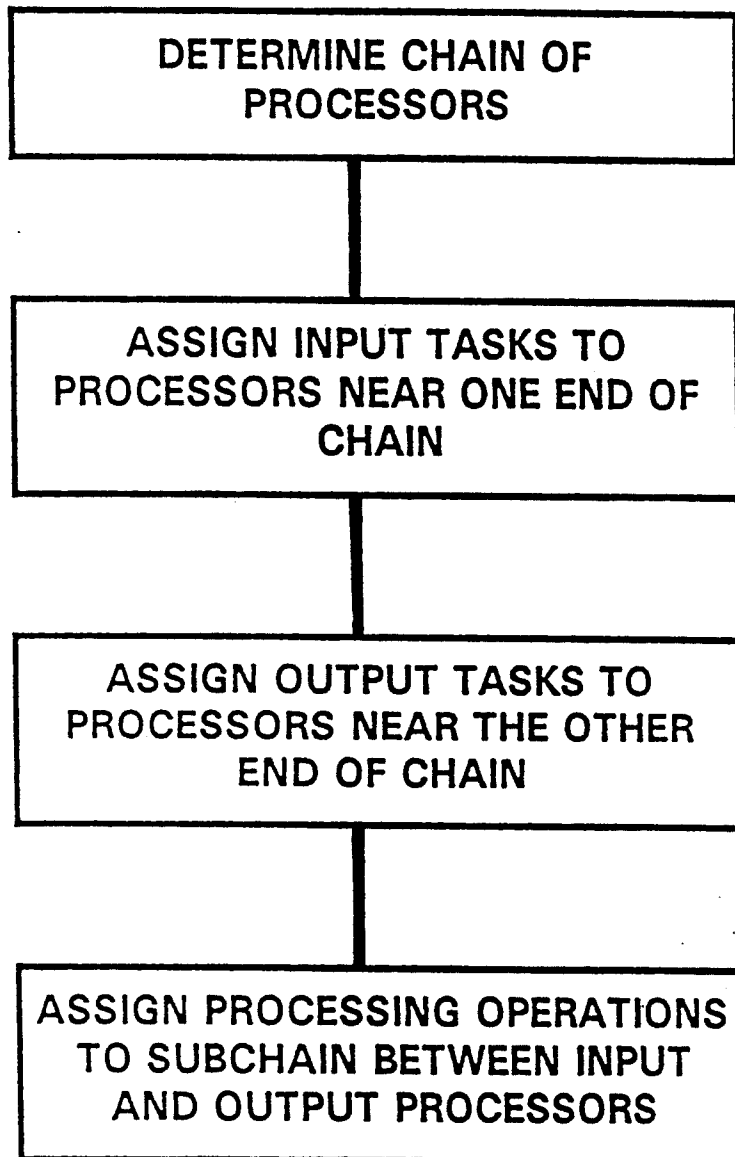 DETERMINE CHAIN OF
PROCESSORS
ASSIGN INPUT TASKS TO
PROCESSORS NEAR ONE END OF
CHAIN
ASSIGN OUTPUT TASKS TO
PROCESSORS NEAR THE OTHER
END OF CHAIN
ASSIGN PROCESSING OPERATIONS
TO SUBCHAIN BETWEEN INPUT
AND OUTPUT PROCESSORS